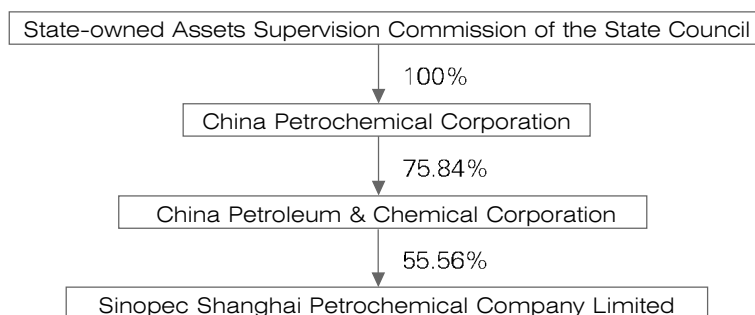 State-owned Assets Supervision Commission of the State Council
100%
China Petrochemical Corporation
75.84%
China Petroleum & Chemical Corporation
55.56%
Sinopec Shanghai Petrochemical Company Limited